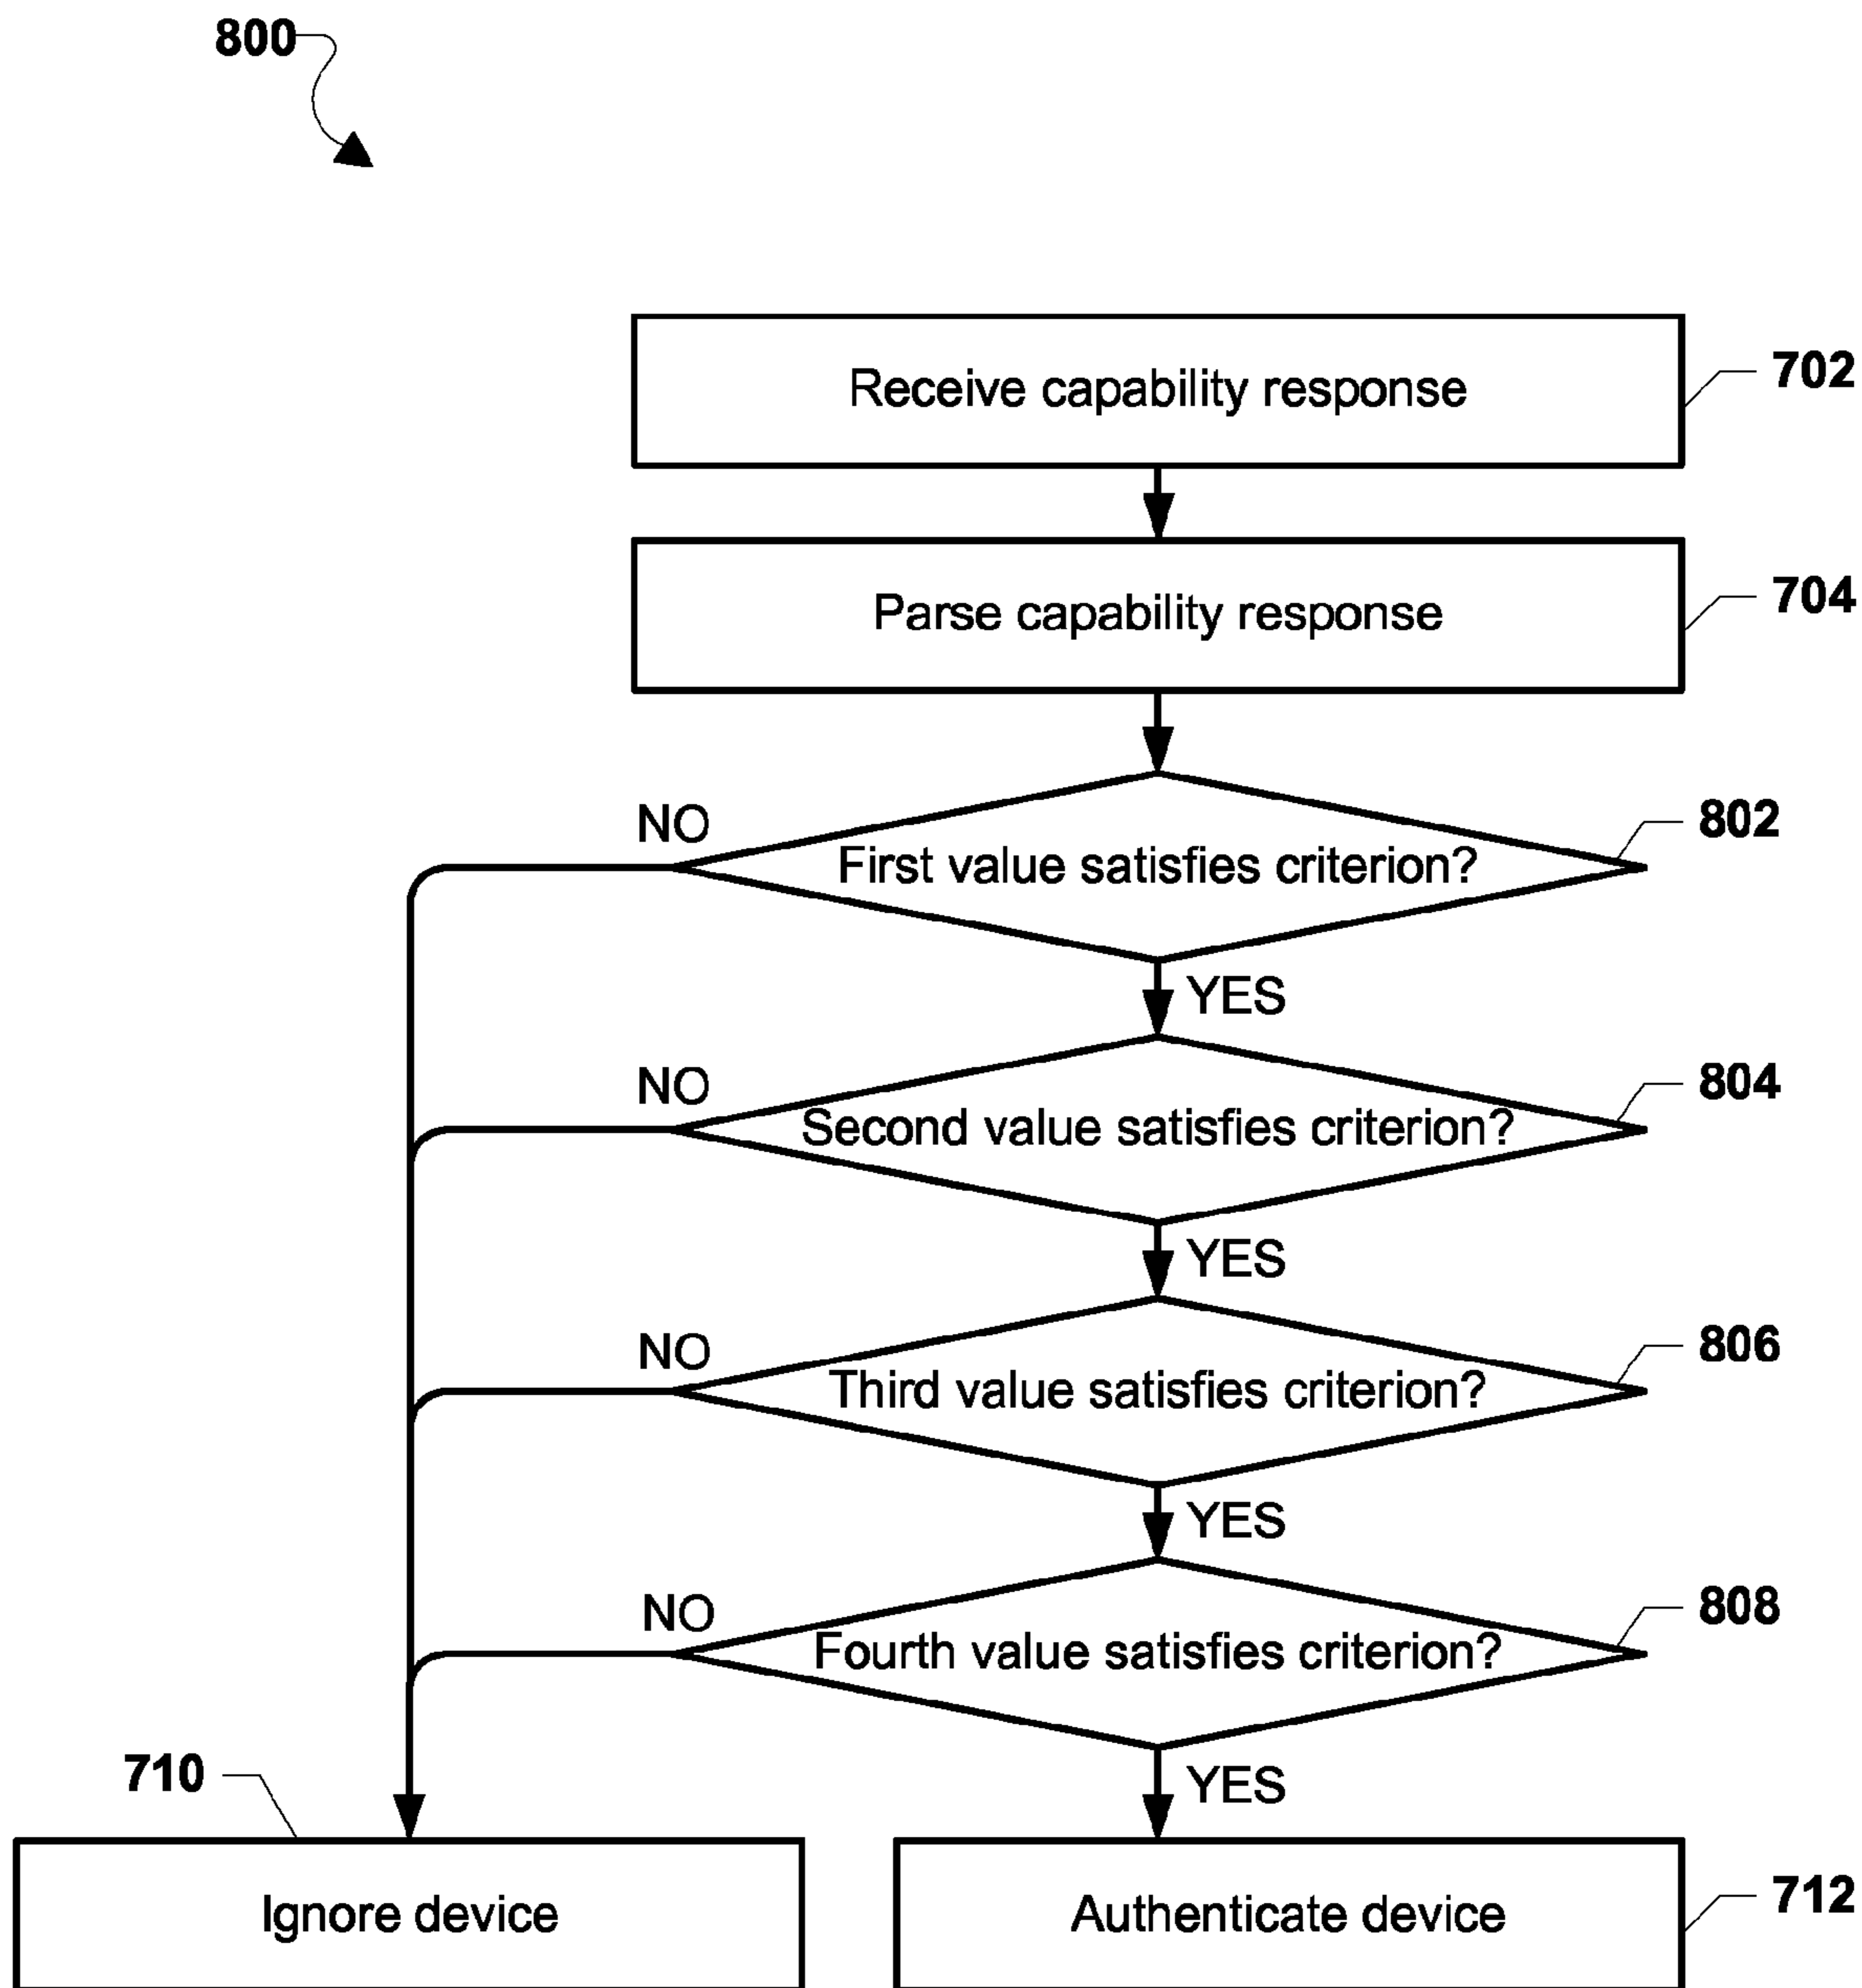 800
Receive capability response
702
Parse capability response
704
NO
802
First value satisfies criterion?
YES
NO
804
Second value satisfies criterion?
YES
NO
806
Third value satisfies criterion?
YES
NO
808
Fourth value satisfies criterion?
710
YES
Ignore device
Authenticate device
712